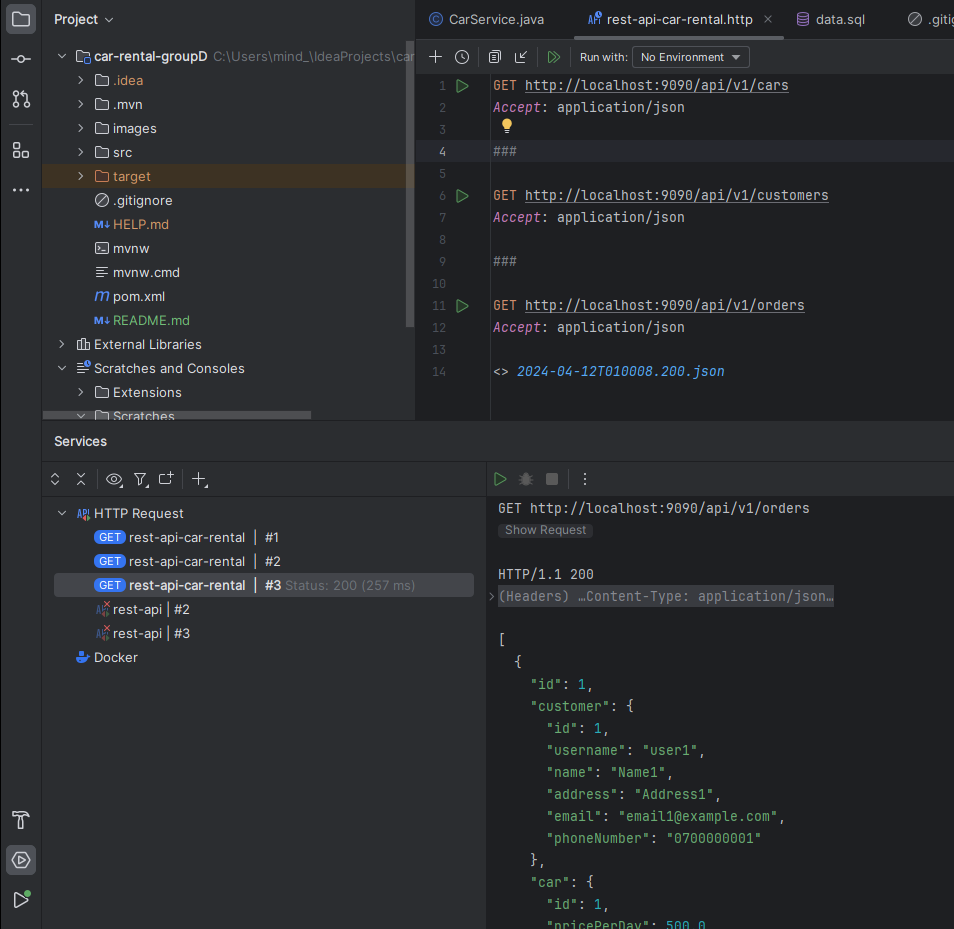 Project
car-rental-groupD C:\Users\mind_\IdeaProjects\car
.idea
.mvn
images
src
target
.gitignore
M↓ HELP.md
mvnw
mvnw.cmd
m pom.xml
M↓ README.md
External Libraries
Scratches and Consoles
Extensions
Scratches
C CarService.java
API rest-api-car-rental.http ×
data.sql
.gitig
Run with: No Environment
1 GET http://localhost:9090/api/v1/cars
2 Accept: application/json
3
4 ###
5
6 GET http://localhost:9090/api/v1/customers
7 Accept: application/json
8
9 ###
10
11 GET http://localhost:9090/api/v1/orders
12 Accept: application/json
13
14 <> 2024-04-12T010008.200.json
Services
API HTTP Request
GET rest-api-car-rental | #1
GET rest-api-car-rental | #2
GET rest-api-car-rental | #3 Status: 200 (257 ms)
API rest-api | #2
API rest-api | #3
Docker
GET http://localhost:9090/api/v1/orders
Show Request
HTTP/1.1 200
(Headers) …Content-Type: application/json…
[
{
"id": 1,
"customer": {
"id": 1,
"username": "user1",
"name": "Name1",
"address": "Address1",
"email": "email1@example.com",
"phoneNumber": "0700000001"
},
"car": {
"id": 1,
"pricePerDay": 500.0